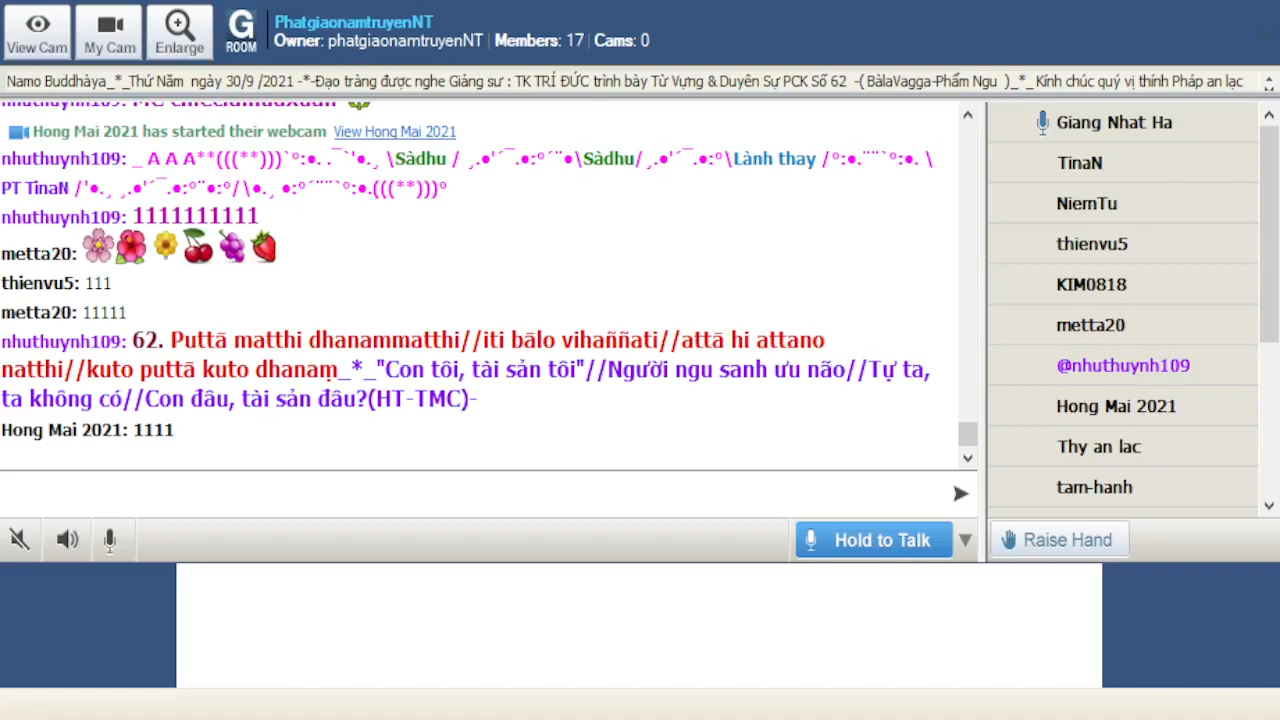 View Cam
My Cam
Enlarge
G
ROOM
PhatgiaonamtruyenNT
Owner: phatgiaonamtruyenNT | Members: 17 | Cams: 0
Namo Buddhàya_*_Thứ Năm ngày 30/9 /2021 -*-Đạo tràng được nghe Giảng sư : TK TRÍ ĐỨC trình bày Từ Vựng & Duyên Sự PCK Số 62 -( BàlaVagga-Phẩm Ngu )_*_ Kính chúc quý vị thính Pháp an lạc
Hong Mai 2021 has started their webcam View Hong Mai 2021
nhuthuynh109: _ A A A**(((**)))`°:•. .¯`'•.¸ \Sàdhu / ¸.•'´¯.•:°´¨•\Sàdhu/¸.•'´¯.•:°\Lành thay /°:•.¨¨`°:•. \
PT TinaN /'•.¸ ¸.•'´¯.•:°¨•:°/\•.¸ •:°´¨¨`°:•.(((**)))°
nhuthuynh109: 1111111111
metta20:
thienvu5: 111
metta20: 11111
nhuthuynh109: 62. Puttā matthi dhanammatthi//iti bālo vihaññati//attā hi attano
natthi//kuto puttā kuto dhanaṃ_*_"Con tôi, tài sản tôi"//Người ngu sanh ưu não//Tự ta,
ta không có//Con đâu, tài sản đâu?(HT-TMC)-
Hong Mai 2021: 1111
Giang Nhat Ha
TinaN
NiemTu
thienvu5
KIM0818
metta20
@nhuthuynh109
Hong Mai 2021
Thy an lac
tam-hanh
Hold to Talk
Raise Hand